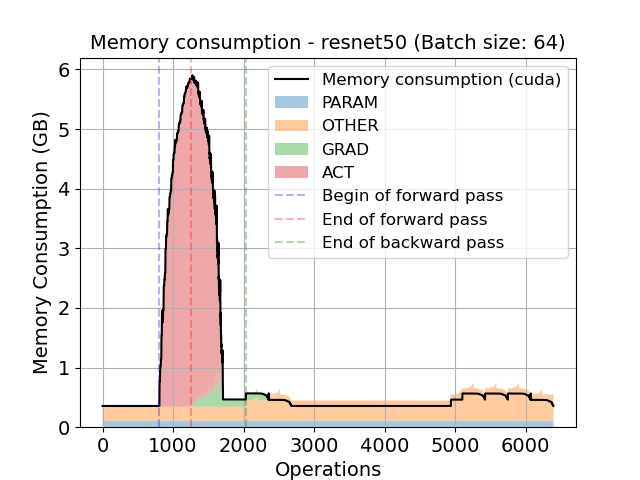 Memory consumption - resnet50 (Batch size: 64)
Memory Consumption (GB)
6
5
4
3
2
1
0
Memory consumption (cuda)
PARAM
OTHER
GRAD
ACT
Begin of forward pass
End of forward pass
End of backward pass
0 1000 2000 3000 4000 5000 6000
Operations